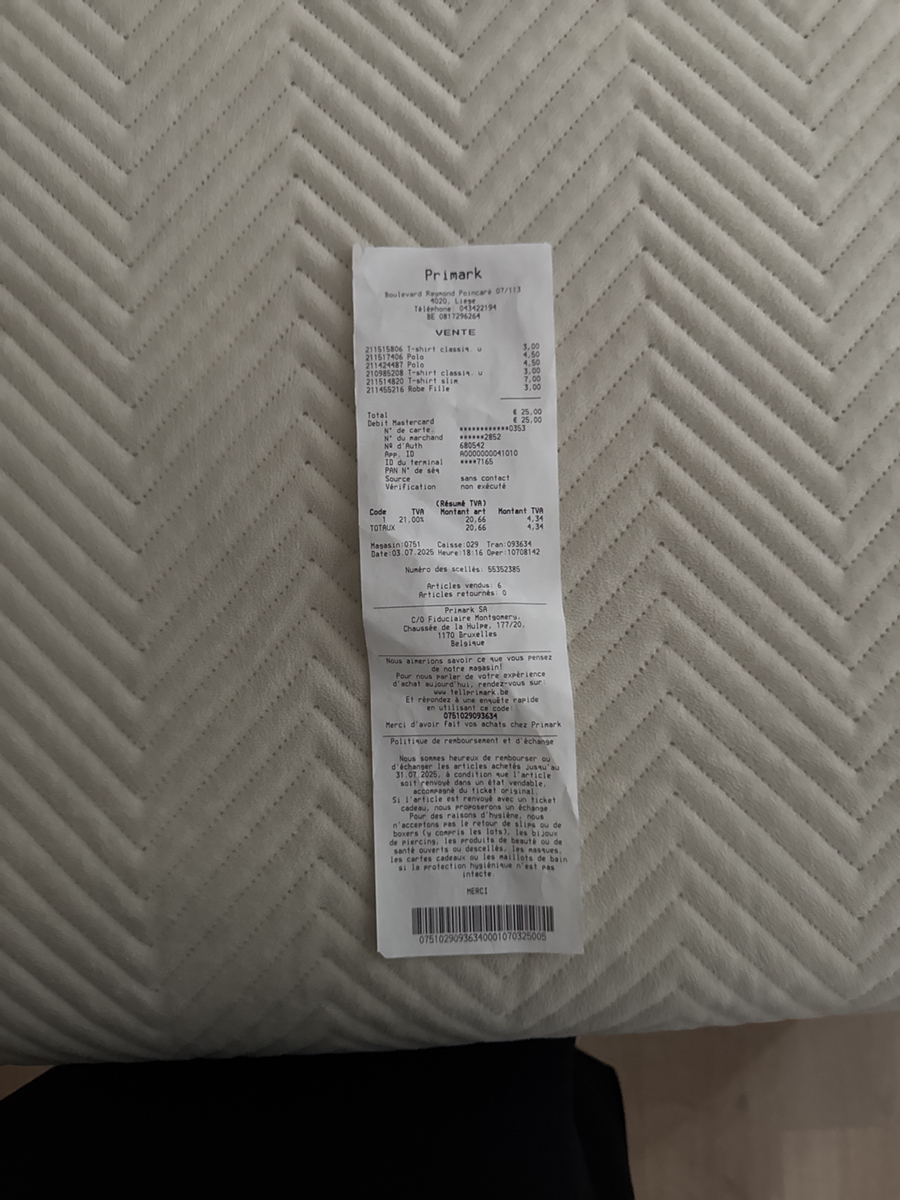 Primark
Boulevard Raymond Poincaré 07/113
4020, Liege
Téléphone: 043422194
BE 0817296264
VENTE
211515806 T-shirt classiq. u 3,00
211517406 Polo 4,50
211424487 Polo 4,50
210985208 T-shirt classiq. u 3,00
211514820 T-shirt slim 7,00
211455216 Robe Fille 3,00
Total € 25,00
Debit Mastercard € 25,00
N° de carte: ************0353
N° du marchand ******2852
Nº d'Auth 680542
App. ID A0000000041010
ID du terminal ****7165
PAN N° de séq
Source sans contact
Vérification non exécuté
(Résumé TVA)
Code TVA Montant art Montant TVA
1 21,00% 20,66 4,34
TOTAUX 20,66 4,34
Magasin:0751 Caisse:029 Tran:093634
Date:03.07.2025 Heure:18:16 Oper:10708142
Numéro des scellés: 55352385
Articles vendus: 6
Articles retournés: 0
Primark SA
C/O Fiduciaire Montgomery,
Chaussée de la Hulpe, 177/20,
1170 Bruxelles
Belgique
Nous aimerions savoir ce que vous pensez
de notre magasin!
Pour nous parler de votre expérience
d'achat aujourd'hui, rendez-vous sur:
www.tellprimark.be
Et répondez à une enquête rapide
en utilisant ce code:
0751029093634
Merci d'avoir fait vos achats chez Primark
Politique de remboursement et d'échange
Nous sommes heureux de rembourser ou
d'échanger les articles achetés jusqu'au
31.07.2025, à condition que l'article
soit renvoyé dans un état vendable,
accompagné du ticket original.
Si l'article est renvoyé avec un ticket
cadeau, nous proposerons un échange.
Pour des raisons d'hygiène, nous
n'acceptons pas le retour de slips ou de
boxers (y compris les lots), les bijoux
de piercing, les produits de beauté ou de
santé ouverts ou descellés, les masques,
les cartes cadeaux ou les maillots de bain
si la protection hygiénique n'est pas
intacte.
MERCI
07510290936340001070325005